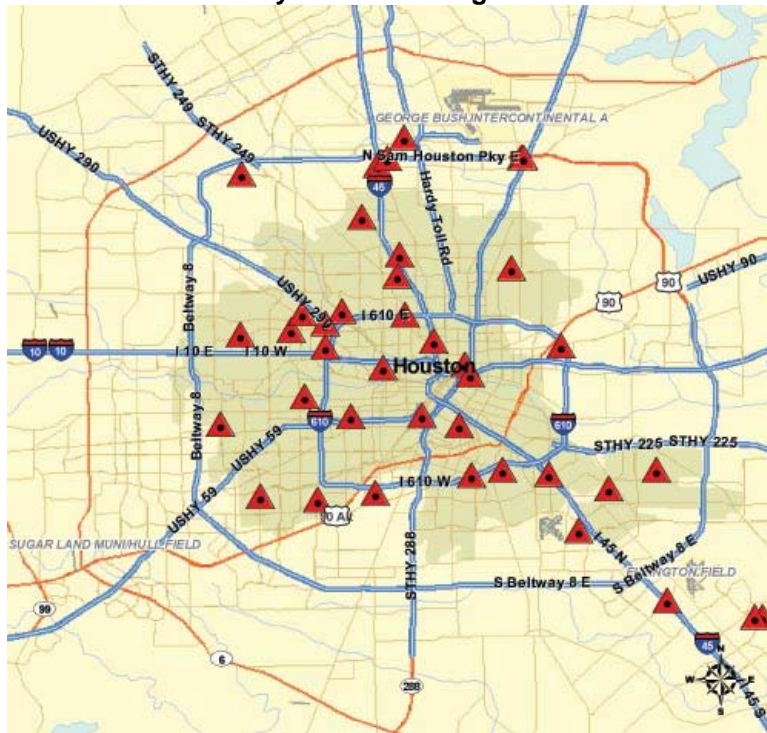 STHY 249
STHY 249
GEORGE BUSH INTERCONTINENTAL A
USHY 290
N Sam Houston Pky E
45
Hardy Toll Rd
USHY 90
90
90
Beltway 8
USHY 290
I 610 E
10
10
I 10 E
I 10 W
Houston
610
610
Beltway 8
USHY 59
STHY 225
STHY 225
I 610 W
USHY 59
SUGAR LAND MUNI/HULL FIELD
STHY 288
I 45 N
S Beltway 8 E
S Beltway 8 E
99
6
288
45
N
W
E
S
I 45 S